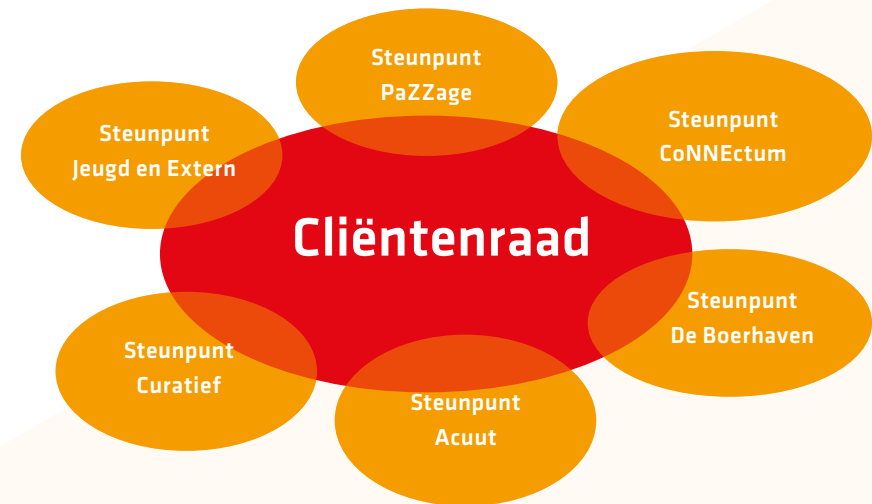 Steunpunt
PaZZage
Steunpunt
CoNNEctum
Steunpunt
Jeugd en Extern
Cliëntenraad
Steunpunt
De Boerhaven
Steunpunt
Curatief
Steunpunt
Acuut